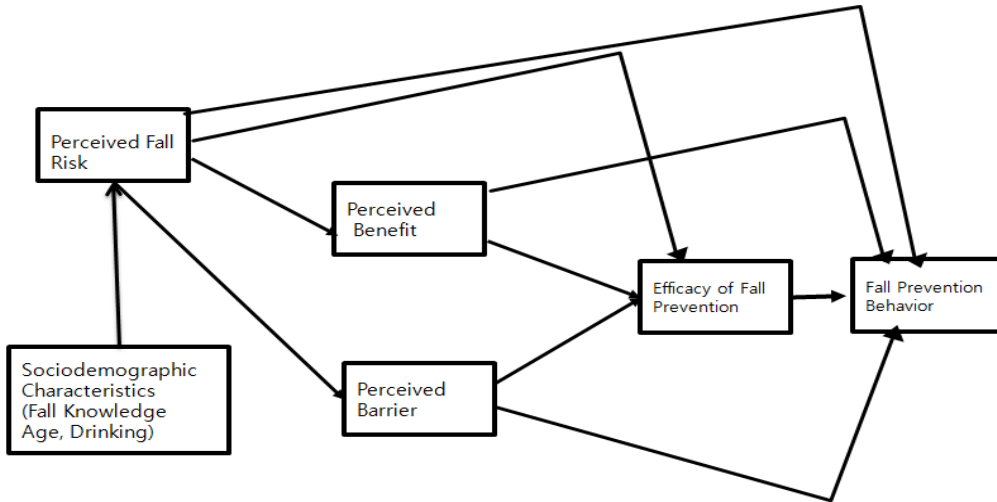 Perceived Fall
Risk
Perceived
Benefit
Efficacy of Fall
Prevention
Fall Prevention
Behavior
Sociodemographic
Characteristics
(Fall Knowledge
Age, Drinking)
Perceived
Barrier